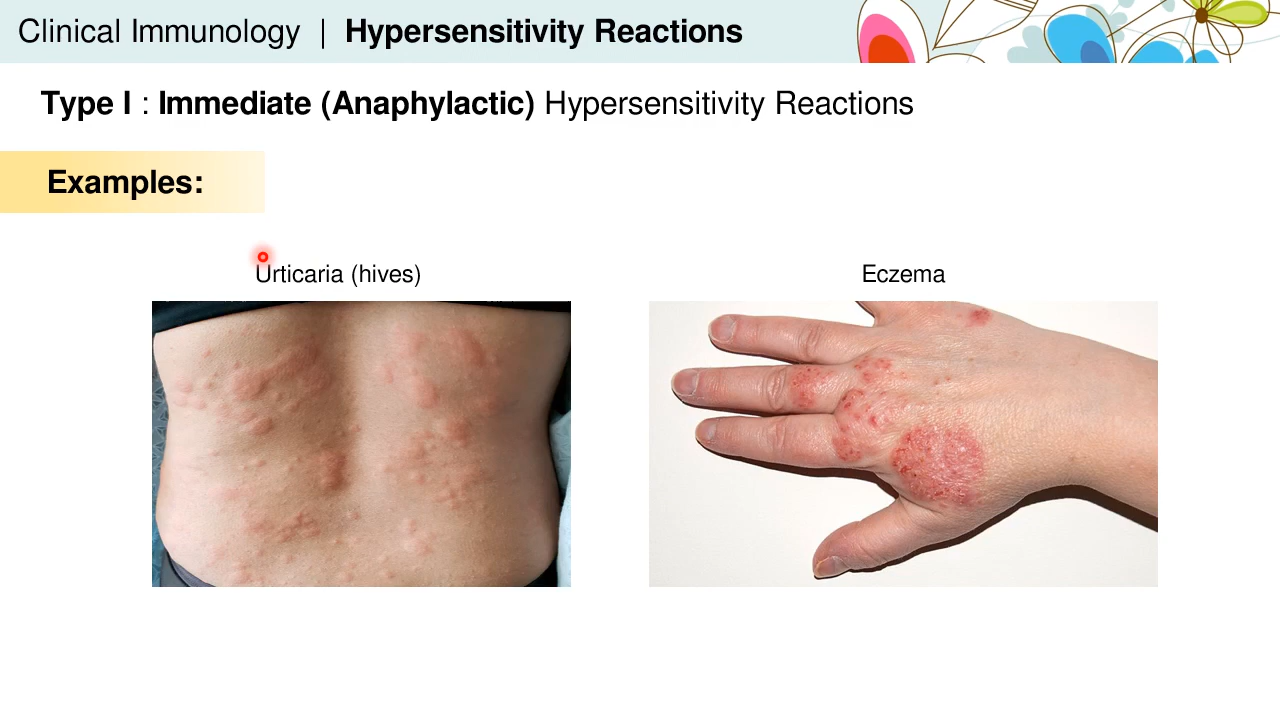 Clinical Immunology | Hypersensitivity Reactions
Type I : Immediate (Anaphylactic) Hypersensitivity Reactions
Examples:
Urticaria (hives)
Eczema